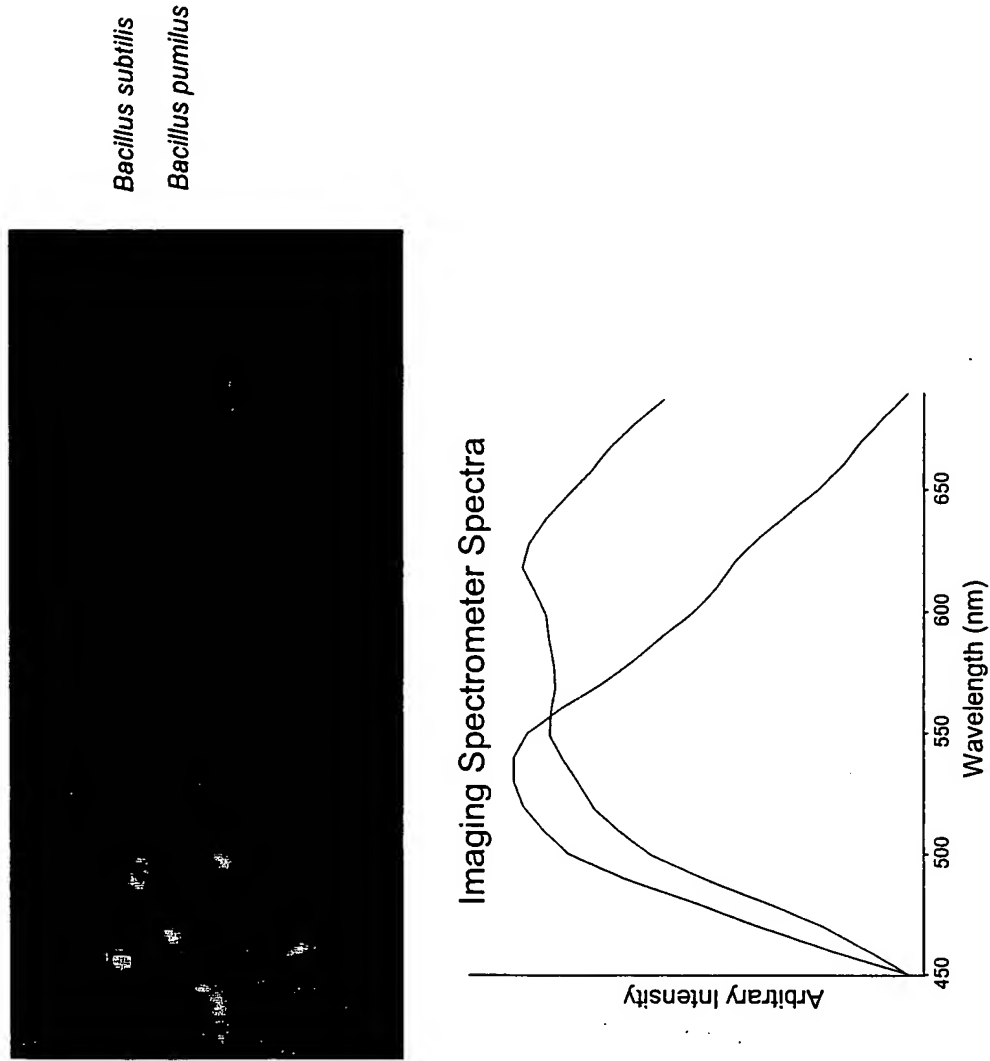 Bacillus subtilis
Bacillus pumilus
Imaging Spectrometer Spectra
Arbitrary Intensity
450
500
550
600
650
Wavelength (nm)